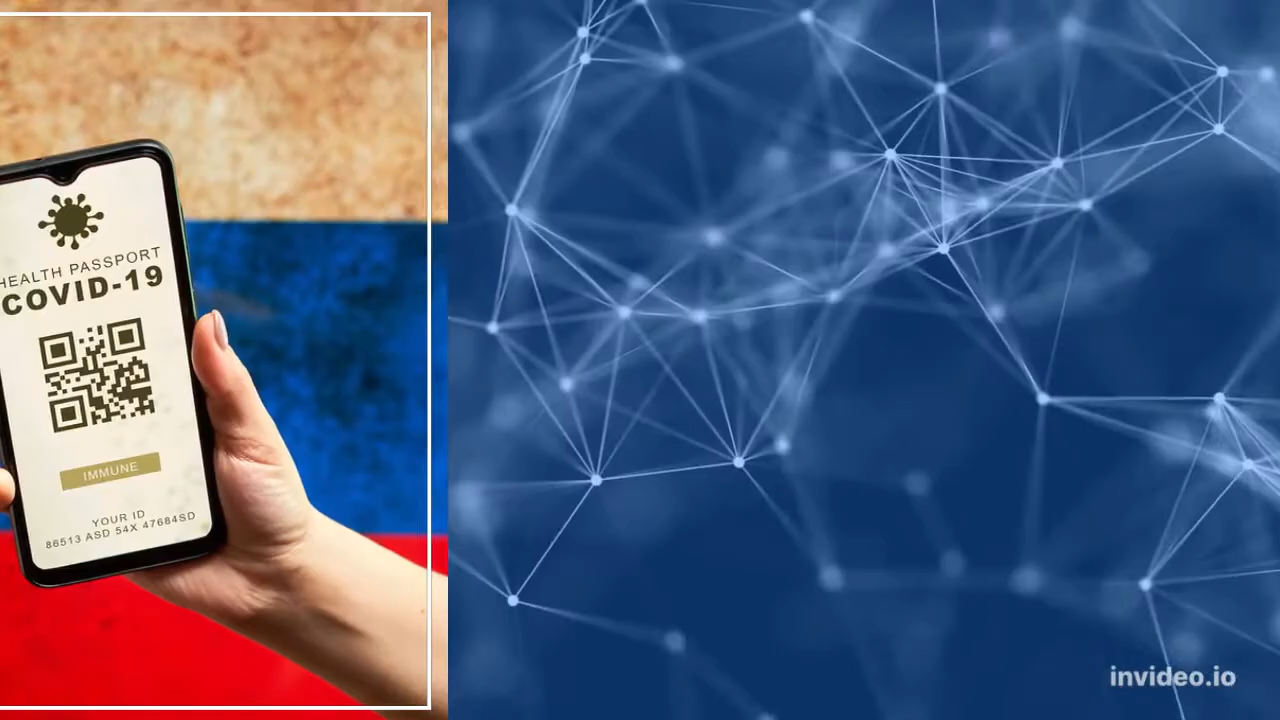 HEALTH PASSPORT
COVID-19
IMMUNE
YOUR ID
86513 ASD 54X 47684SD
invideo.io